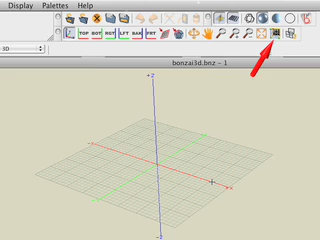 Display Palettes Help
TOP BOT RGT LFT BAK FRT
3D
bonzai3d.bnz - 1
+Z
-Z